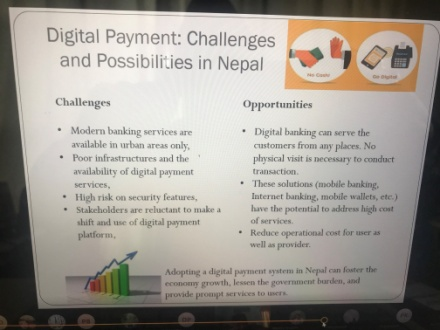 Digital Payment: Challenges
and Possibilities in Nepal
No Cash
Go Digital
Challenges
• Modern banking services are
available in urban areas only,
• Poor infrastructures and the
availability of digital payment
services,
• High risk on security features,
• Stakeholders are reluctant to make a
shift and use of digital payment
platform,
Opportunities
• Digital banking can serve the
customers from any places. No
physical visit is necessary to conduct
transaction.
• These solutions (mobile banking,
Internet banking, mobile wallets, etc.)
have the potential to address high cost
of services.
• Reduce operational cost for user as
well as provider.
Adopting a digital payment system in Nepal can foster the
economy growth, lessen the government burden, and
provide prompt services to users.